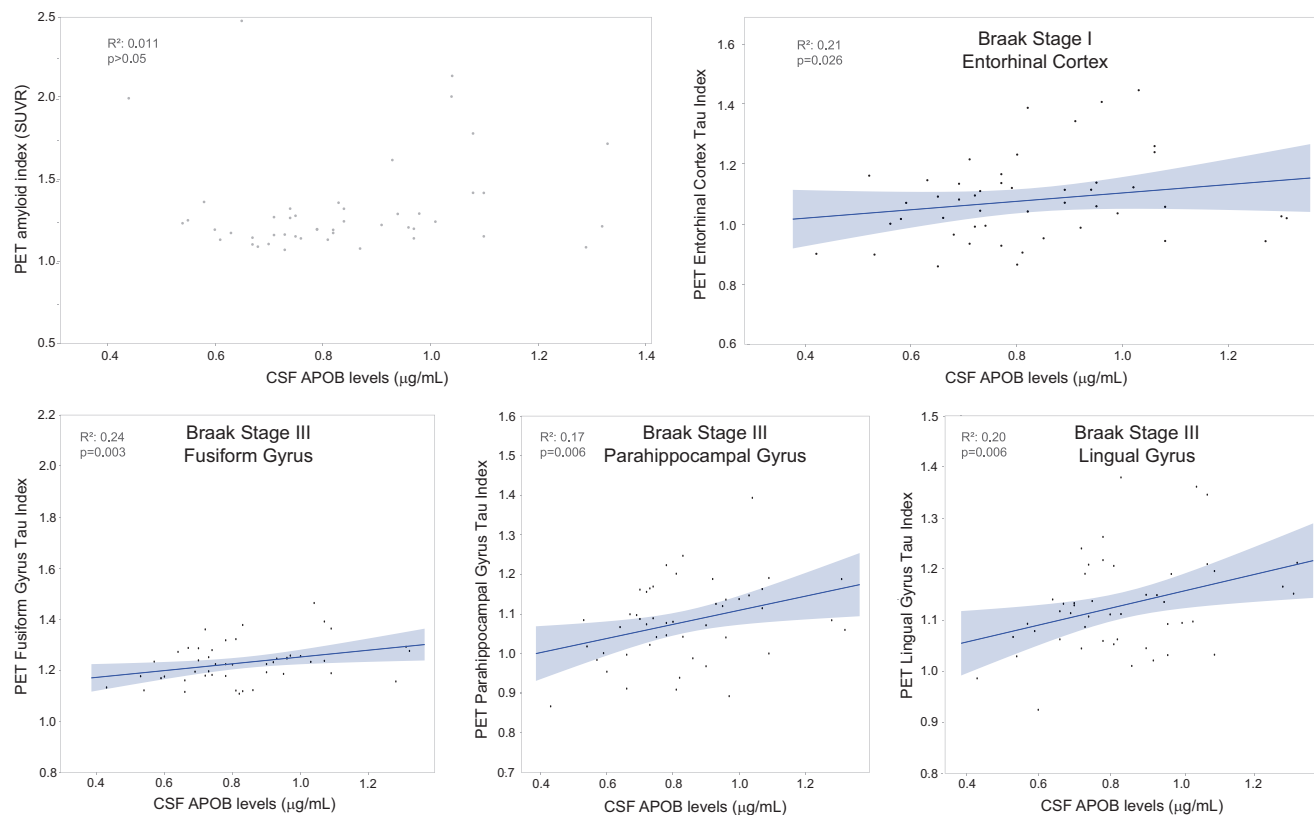 R²: 0.011
p>0.05
2.5
2.0
1.5
1.0
0.5
PET amyloid index (SUVR)
0.4 0.6 0.8 1.0 1.2 1.4
CSF APOB levels (μg/mL)
R²: 0.21
p=0.026
Braak Stage I
Entorhinal Cortex
1.6
1.4
1.2
1.0
0.8
0.6
PET Entorhinal Cortex Tau Index
0.4 0.6 0.8 1.0 1.2
CSF APOB levels (μg/mL)
R²: 0.24
p=0.003
Braak Stage III
Fusiform Gyrus
2.2
2.0
1.8
1.6
1.4
1.2
1.0
0.8
PET Fusiform Gyrus Tau Index
0.4 0.6 0.8 1.0 1.2
CSF APOB levels (μg/mL)
R²: 0.17
p=0.006
Braak Stage III
Parahippocampal Gyrus
1.6
1.5
1.4
1.3
1.2
1.1
1.0
0.9
0.8
0.7
PET Parahippocampal Gyrus Tau Index
0.4 0.6 0.8 1.0 1.2
CSF APOB levels (μg/mL)
R²: 0.20
p=0.006
Braak Stage III
Lingual Gyrus
1.5
1.4
1.3
1.2
1.1
1.0
0.9
0.8
PET Lingual Gyrus Tau Index
0.4 0.6 0.8 1.0 1.2
CSF APOB levels (μg/mL)